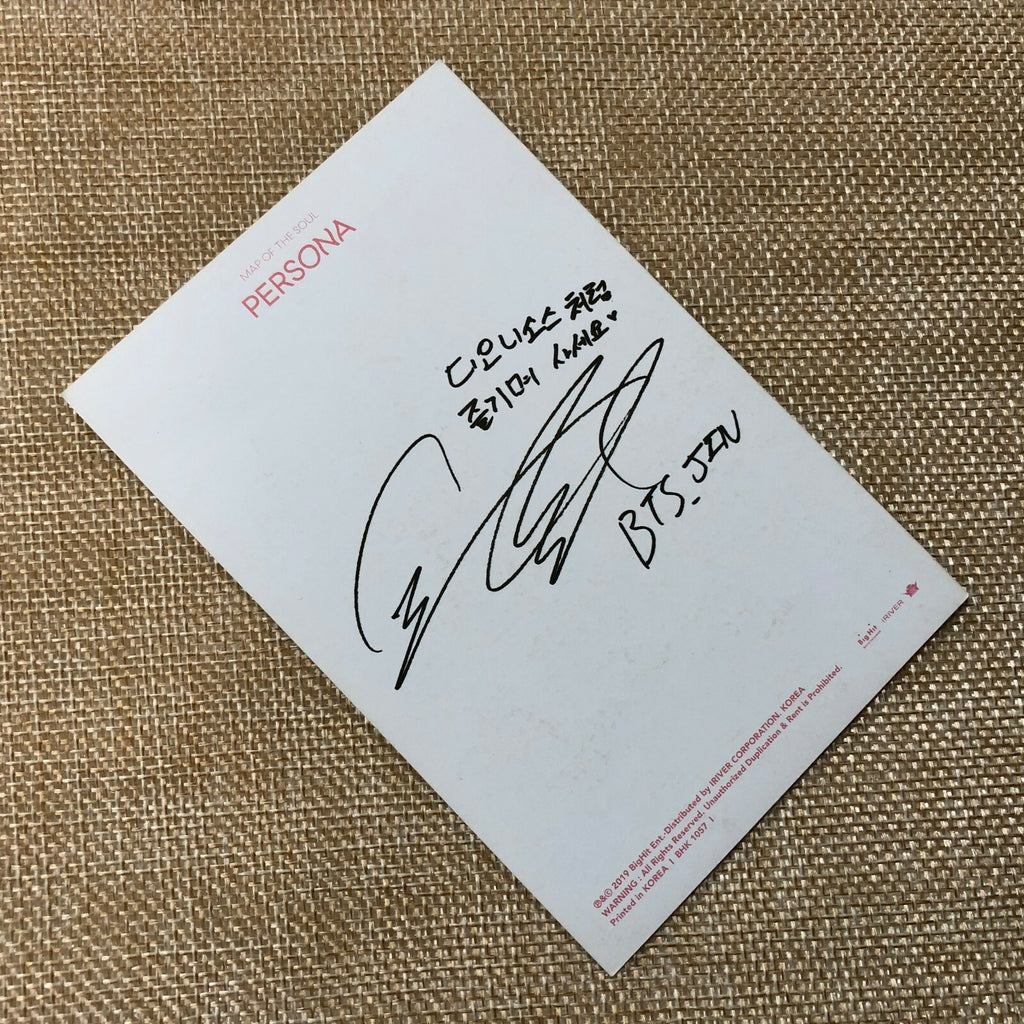 MAP OF THE SOUL
PERSONA
디오니소스 처럼
즐기며 사세요♥
BTS_JIN
BigHit
IRIVER
℗&© 2019 BigHit Ent.-Distributed by IRIVER CORPORATION. KOREA
WARNING : All Rights Reserved. Unauthorized Duplication & Rent is Prohibited.
Printed in KOREA I BHK 1057 I